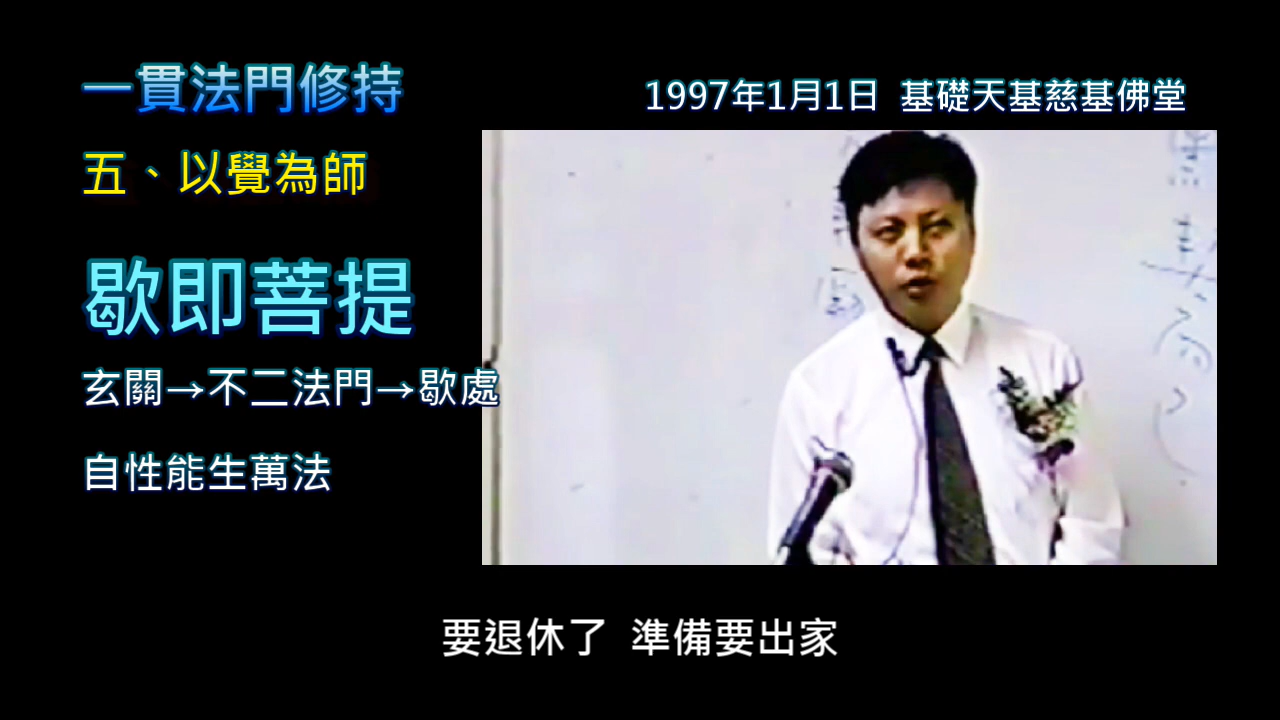 一貫法門修持
1997年1月1日 基礎天基慈基佛堂
五、以覺為師
歇即菩提
玄關→不二法門→歇處
自性能生萬法
要退休了 準備要出家